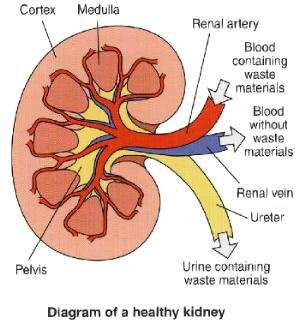 Cortex
Medulla
Renal artery
Blood
containing
waste
materials
Blood
without
waste
materials
Renal vein
Ureter
Pelvis
Urine containing
waste materials
Diagram of a healthy kidney